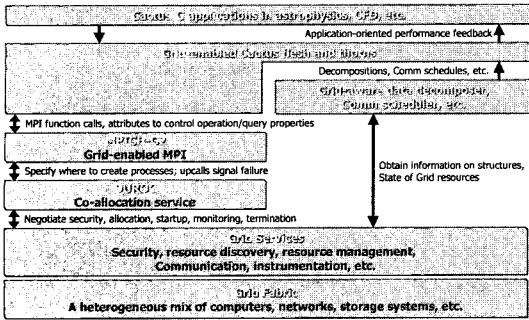 Cactus, C applications in astrophysics, CFD, etc.
Application-oriented performance feedback
Grid-enabled Cactus flesh and thorns
Decompositions, Comm schedules, etc.
Grid-aware data decomposer,
Comm scheduler, etc.
MPI function calls, attributes to control operation/query properties
MPICH-G2
Grid-enabled MPI
Specify where to create processes; upcalls signal failure
Obtain information on structures,
State of Grid resources
DUROC
Co-allocation service
Negotiate security, allocation, startup, monitoring, termination
Grid Services
Security, resource discovery, resource management,
Communication, instrumentation, etc.
Grid Fabric
A heterogeneous mix of computers, networks, storage systems, etc.